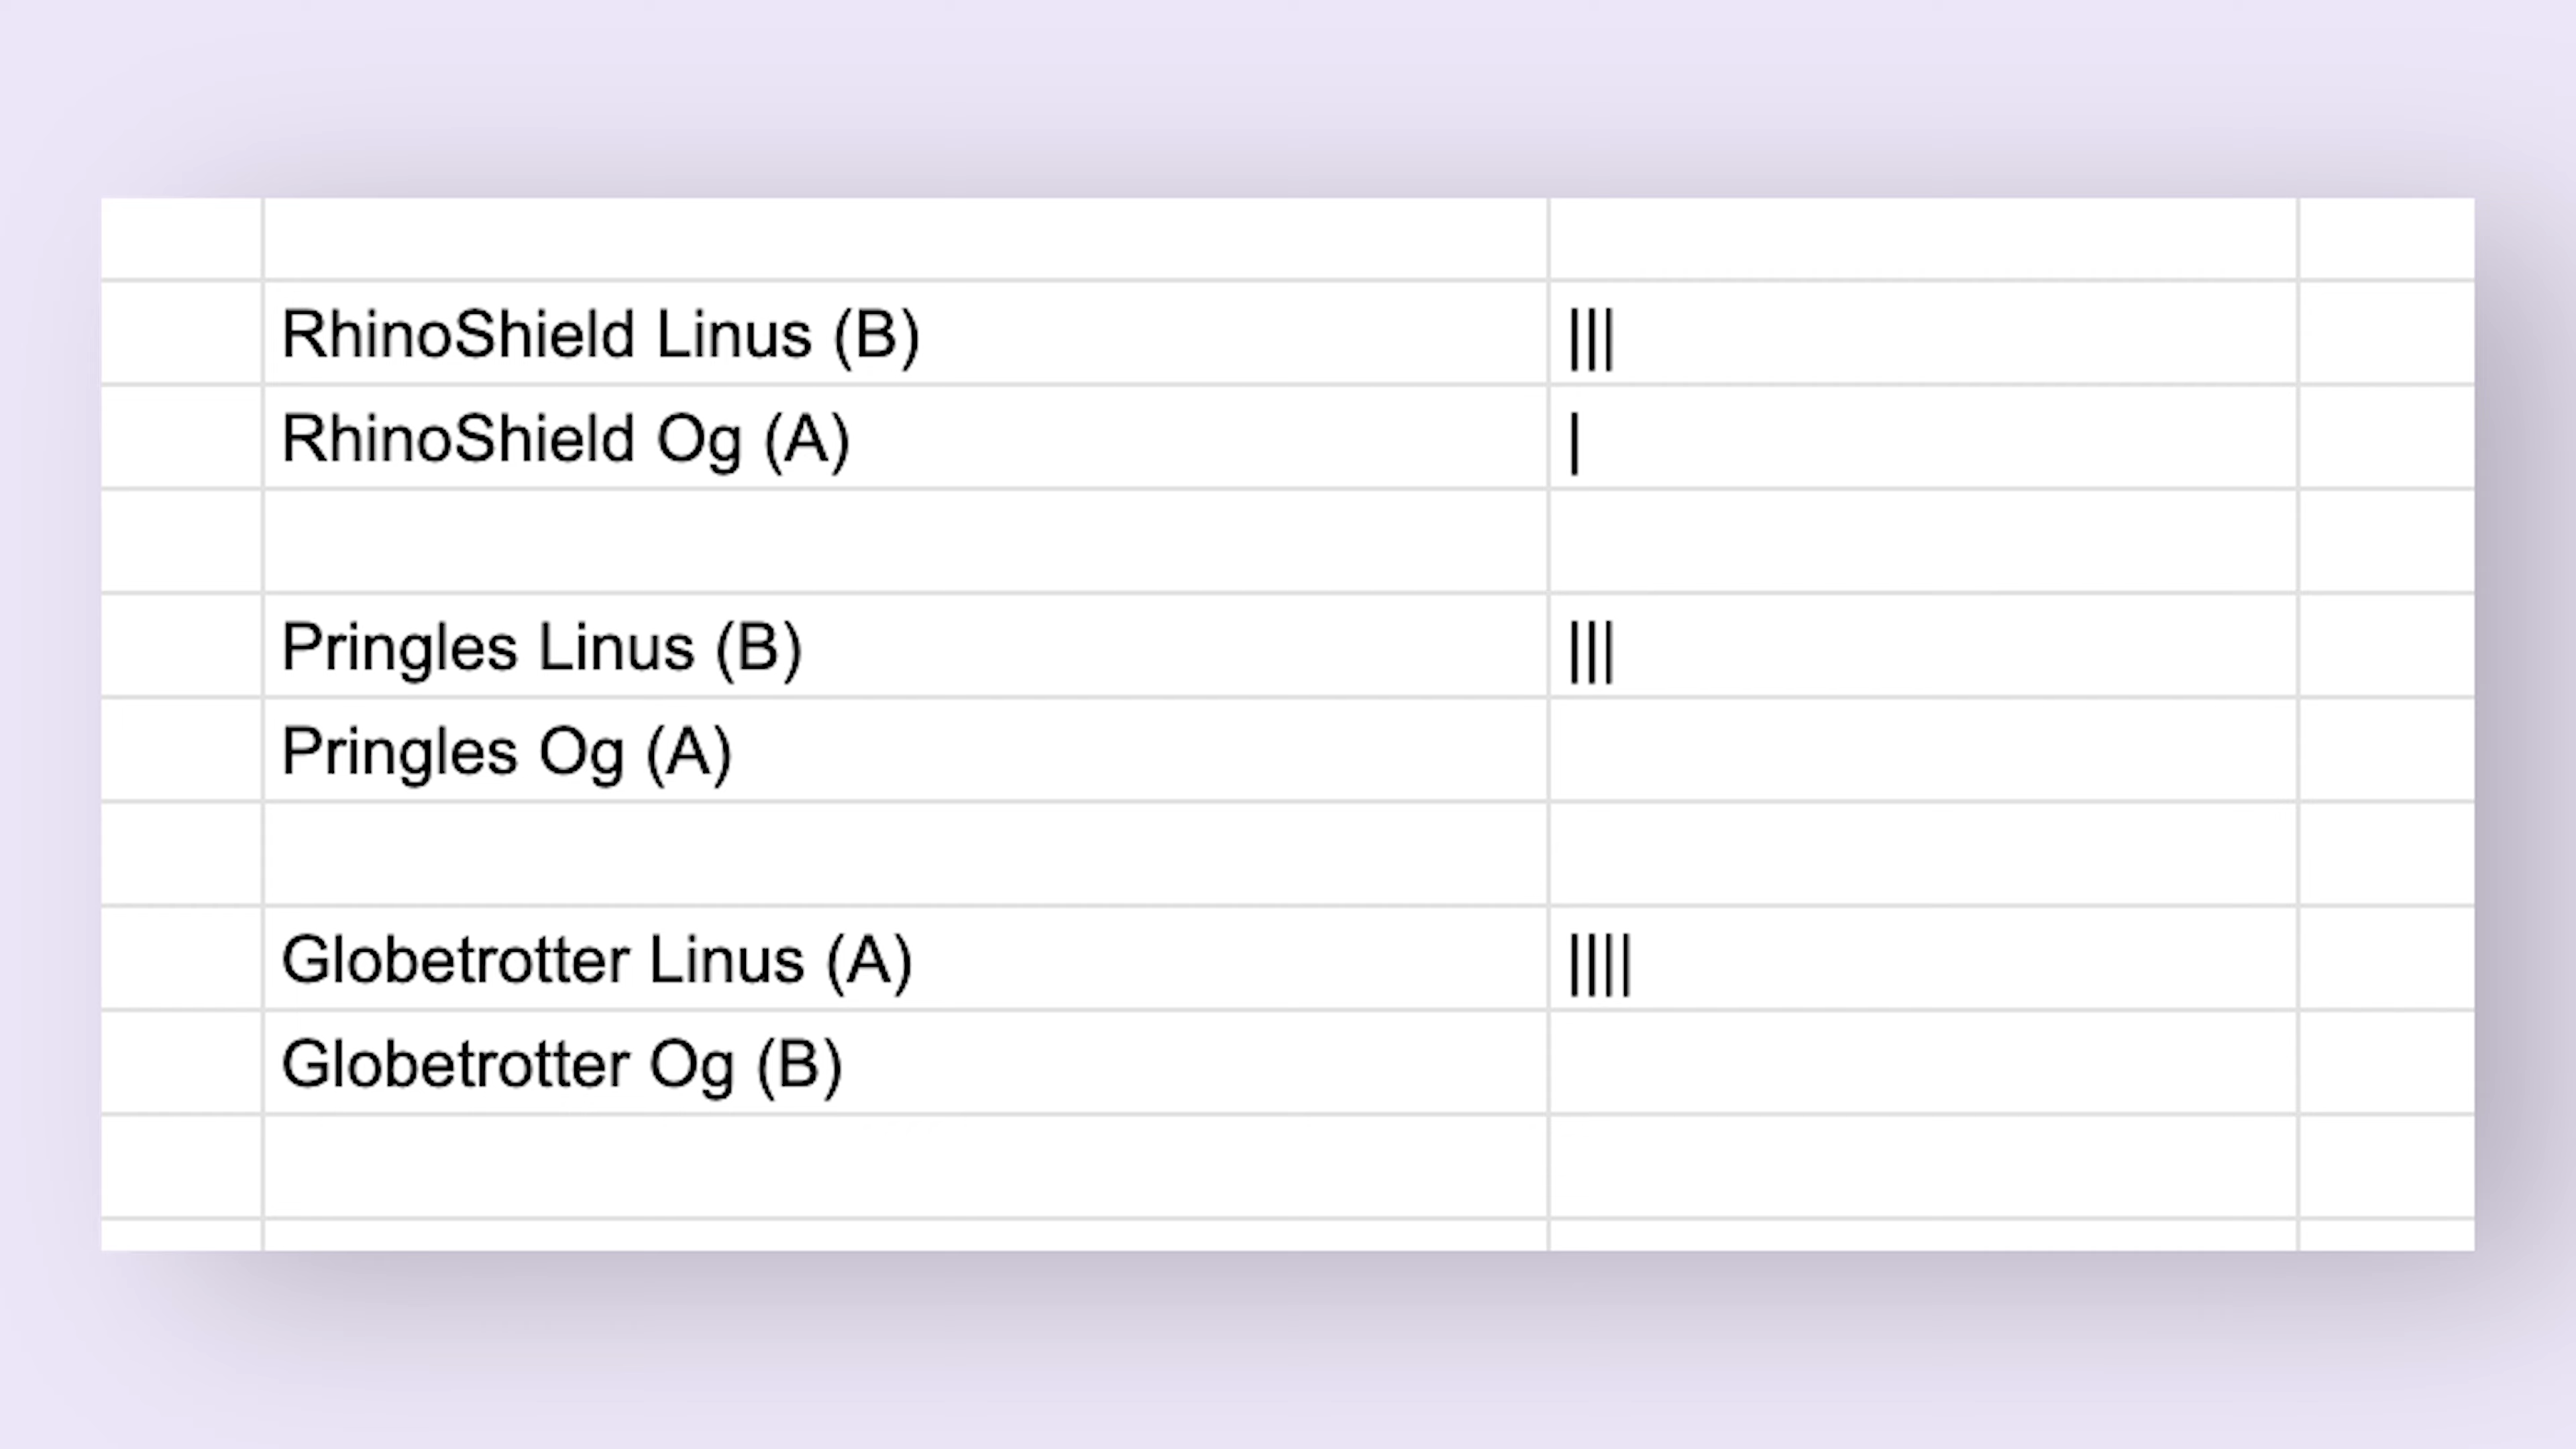 RhinoShield Linus (B) |||
RhinoShield Og (A) |
Pringles Linus (B) |||
Pringles Og (A)
Globetrotter Linus (A) ||||
Globetrotter Og (B)